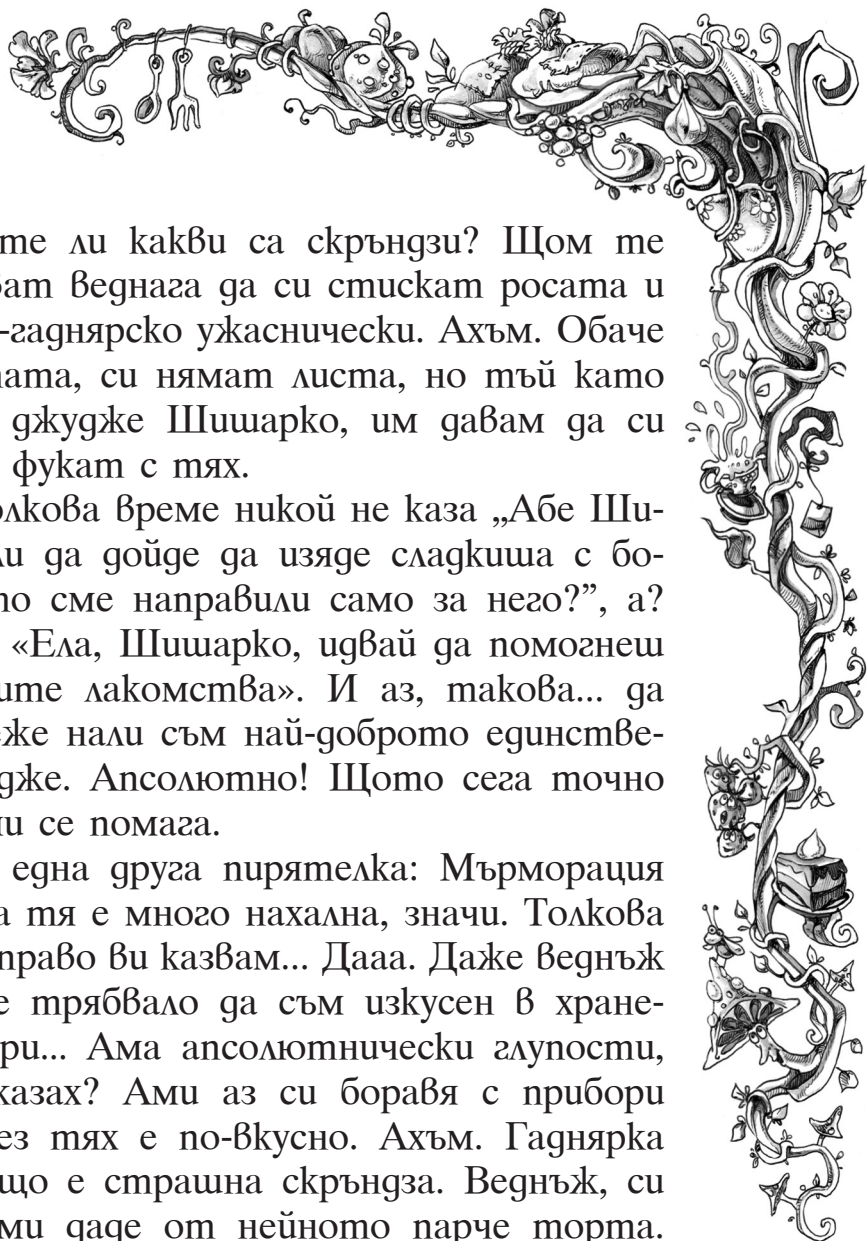 те ли какви са скръндзи? Щом те
ват веднага да си стискат росата и
-гаднярско ужаснически. Ахъм. Обаче
ата, си нямат листа, но тъй като
джудже Шишарко, им давам да си
фукат с тях.
олкова време никой не каза „Абе Ши-
ли да дойде да изяде сладкиша с бо-
то сме направили само за него?”, а?
«Ела, Шишарко, идвай да помогнеш
ите лакомства». И аз, такова... да
еже нали съм най-доброто единстве-
дже. Апсолютно! Щото сега точно
ли се помага.
една друга пирятелка: Мърморация
а тя е много нахална, значи. Толкова
право ви казвам... Дааа. Даже веднъж
е трябвало да съм изкусен в хране-
ри... Ама апсолютнически глупости,
казах? Ами аз си боравя с прибори
ез тях е по-вкусно. Ахъм. Гаднярка
що е страшна скръндза. Веднъж, си
ми даде от нейното парче торта.